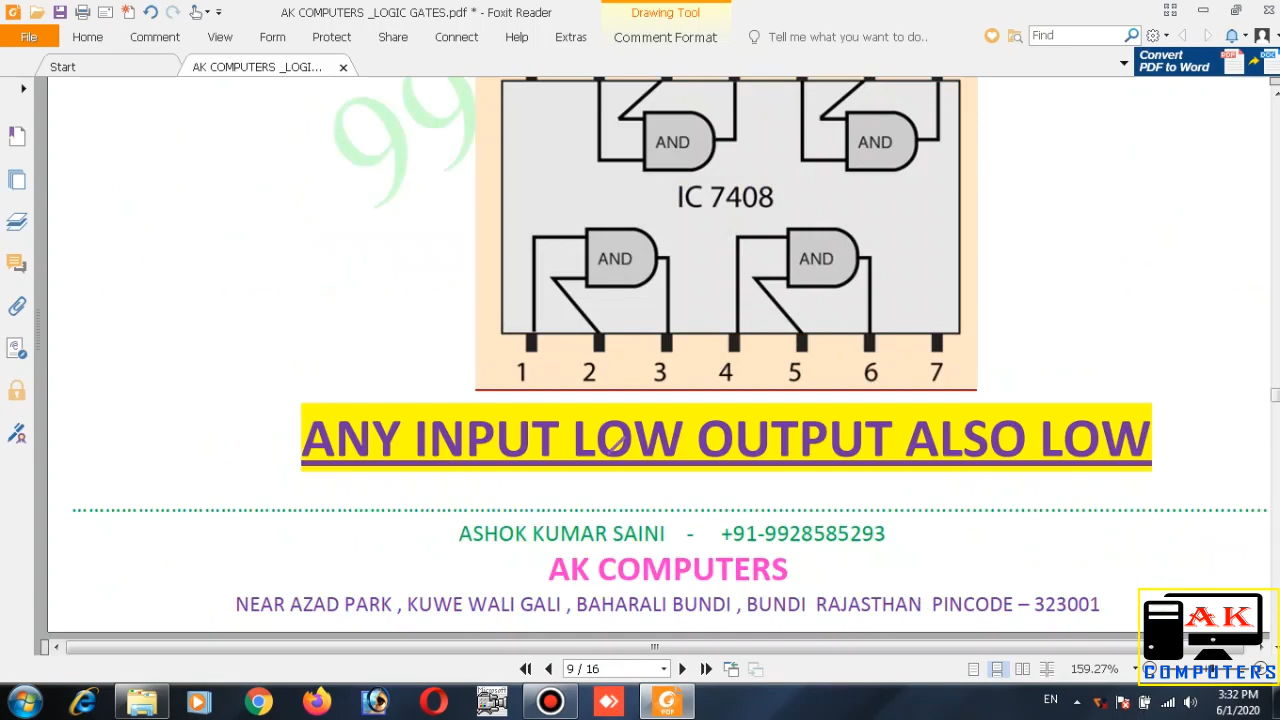 AK COMPUTERS _LOGIC GATES.pdf * - Foxit Reader
Drawing Tool
File Home Comment View Form Protect Share Connect Help Extras Comment Format Tell me what you want to do.. Find
Start AK COMPUTERS _LOGI...
Convert
PDF to Word
99
AND AND
IC 7408
AND AND
1 2 3 4 5 6 7
ANY INPUT LOW OUTPUT ALSO LOW
ASHOK KUMAR SAINI - +91-9928585293
AK COMPUTERS
NEAR AZAD PARK , KUWE WALI GALI , BAHARALI BUNDI , BUNDI RAJASTHAN PINCODE – 323001
AK
COMPUTERS
9 / 16
159.27%
EN
3:32 PM
6/1/2020